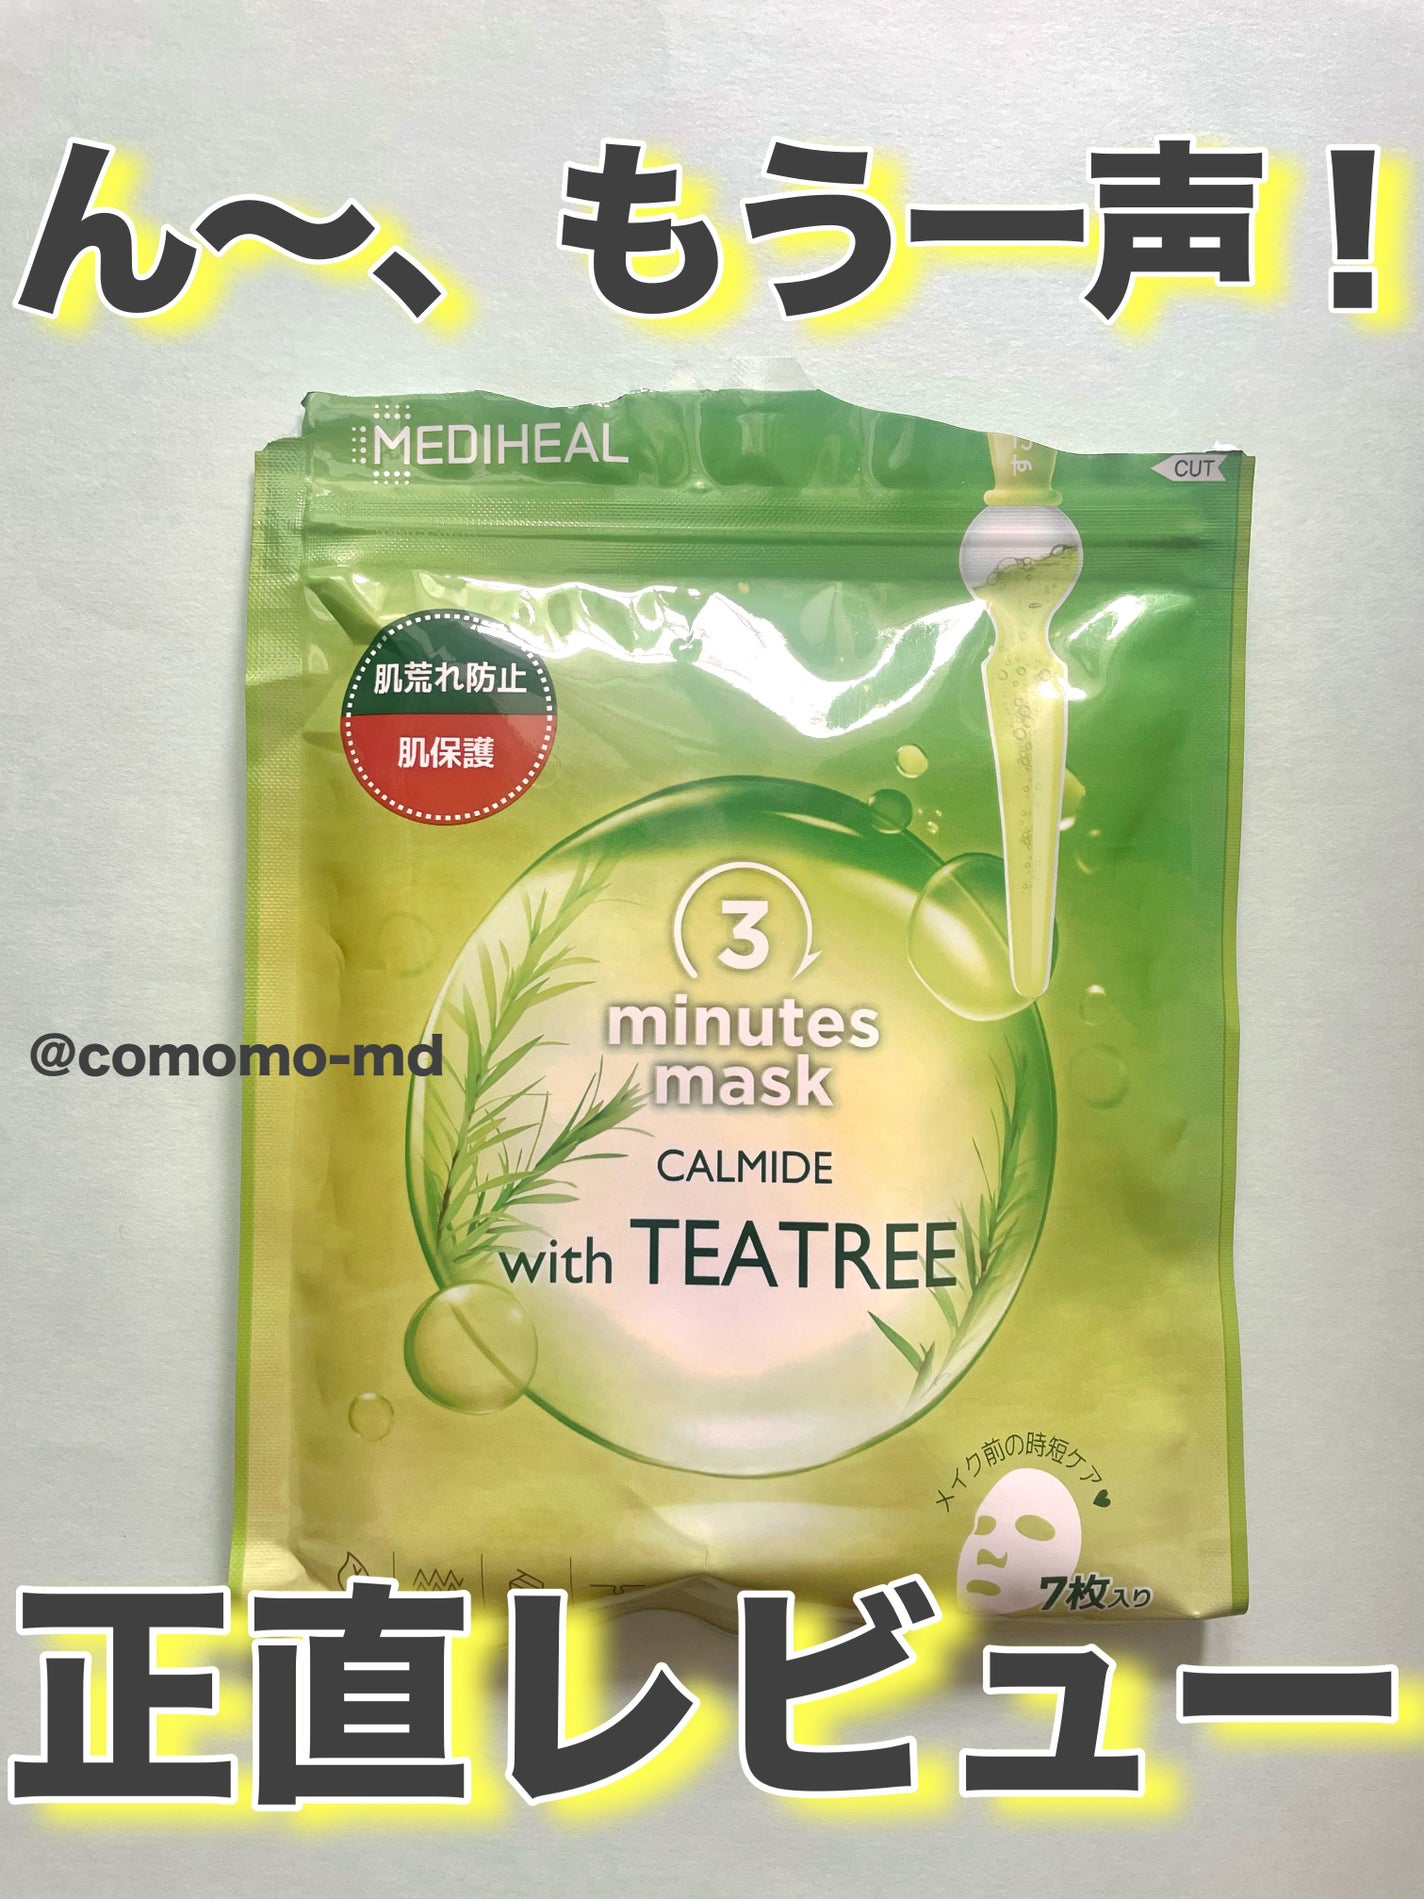 ん〜、もう一声！
MEDIHEAL
CUT
肌荒れ防止
肌保護
3
minutes
mask
@comomo-md
CALMIDE
with TEATREE
メイク前の時短ケア♥
7枚入り
正直レビュー